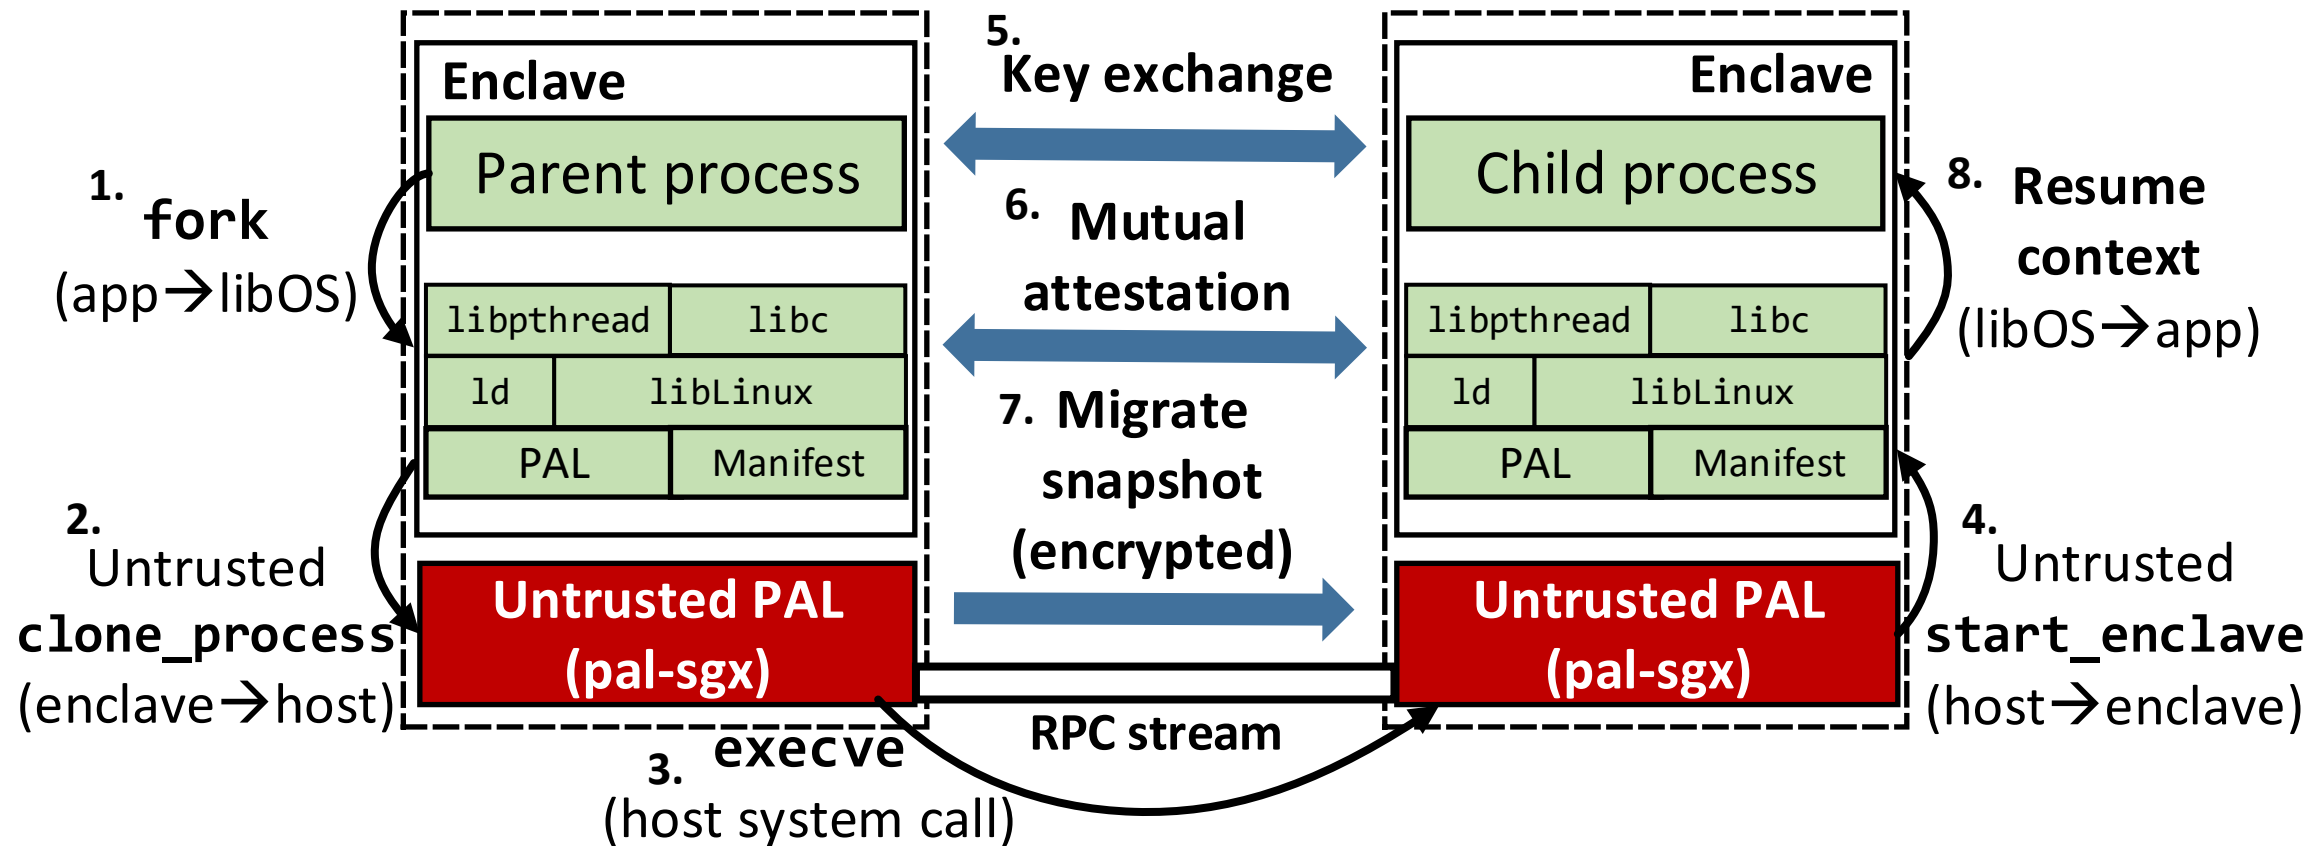 Enclave
Parent process
libpthread
libc
ld
libLinux
PAL
Manifest
Untrusted PAL
(pal-sgx)
1.
fork
(app→libOS)
2.
Untrusted
clone_process
(enclave→host)
3. execve
(host system call)
RPC stream
5.
Key exchange
6. Mutual
attestation
7. Migrate
snapshot
(encrypted)
Enclave
Child process
libpthread
libc
ld
libLinux
PAL
Manifest
Untrusted PAL
(pal-sgx)
4.
Untrusted
start_enclave
(host→enclave)
8. Resume
context
(libOS→app)